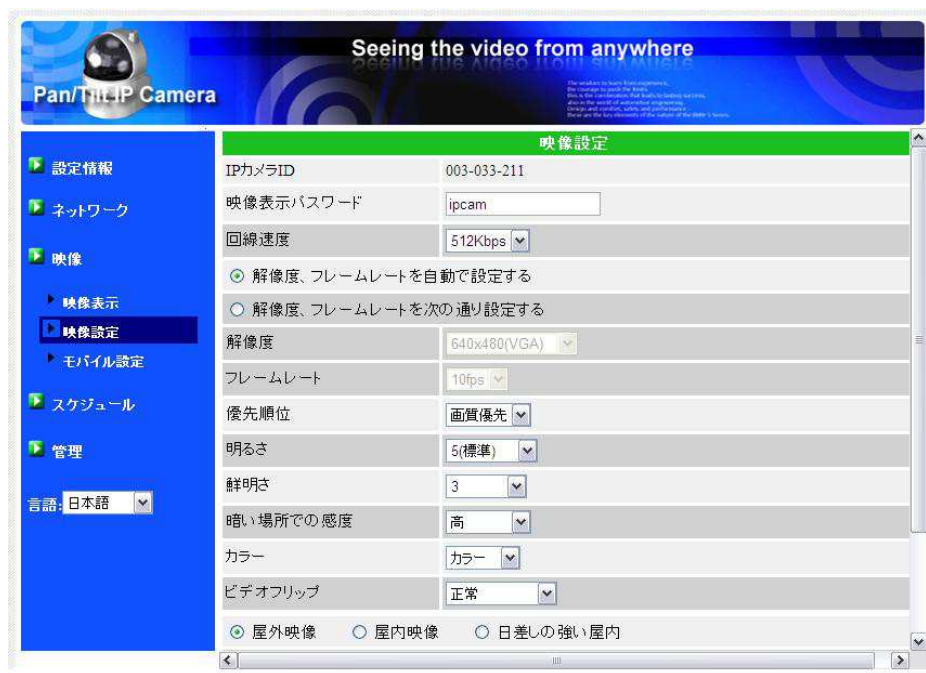 Seeing the video from anywhere
Pan/Tilt IP Camera
設定情報
ネットワーク
映像
映像表示
映像設定
モバイル設定
スケジュール
管理
言語: 日本語
映像設定
IPカメラID 003-033-211
映像表示パスワード ipcam
回線速度 512Kbps
解像度、フレームレートを自動で設定する
解像度、フレームレートを次の通り設定する
解像度 640x480(VGA)
フレームレート 10fps
優先順位 画質優先
明るさ 5(標準)
鮮明さ 3
暗い場所での感度 高
カラー カラー
ビデオフリップ 正常
屋外映像 屋内映像 日差しの強い屋内